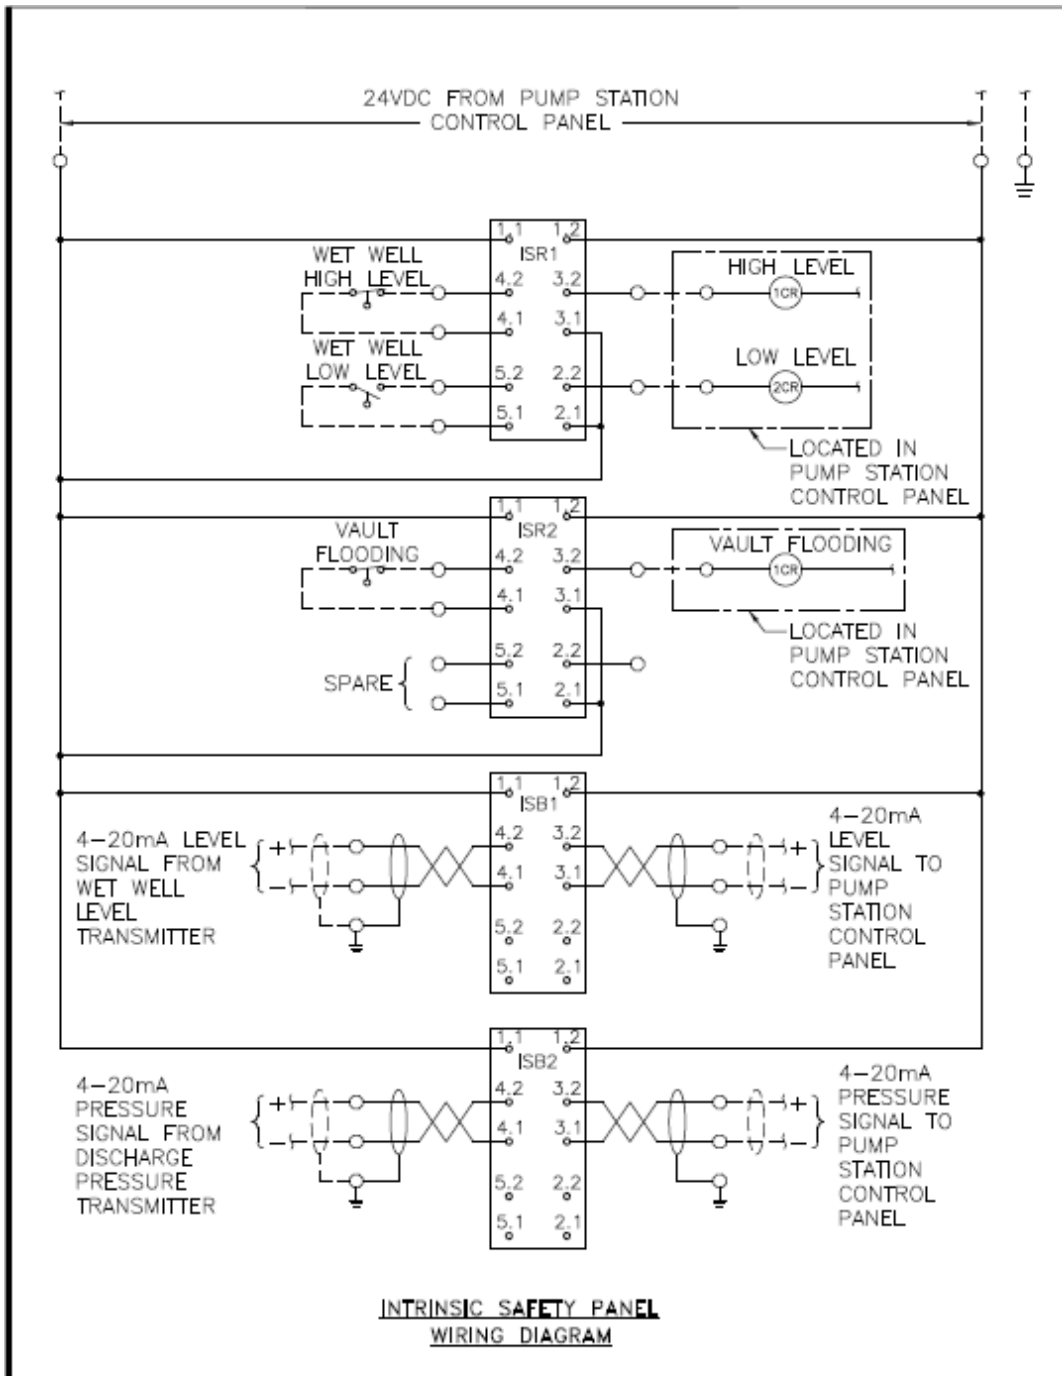 24VDC FROM PUMP STATION
CONTROL PANEL
1.1 1.2
ISR1
WET WELL
HIGH LEVEL
4.2 3.2
HIGH LEVEL
1CR
4.1 3.1
WET WELL
LOW LEVEL
5.2 2.2
LOW LEVEL
2CR
5.1 2.1
LOCATED IN
PUMP STATION
CONTROL PANEL
1.1 1.2
ISR2
VAULT
FLOODING
4.2 3.2
VAULT FLOODING
1CR
4.1 3.1
LOCATED IN
PUMP STATION
CONTROL PANEL
5.2 2.2
SPARE
5.1 2.1
1.1 1.2
ISB1
4-20mA LEVEL
SIGNAL FROM
WET WELL
LEVEL
TRANSMITTER
+
-
4.2 3.2
4.1 3.1
5.2 2.2
5.1 2.1
+
-
4-20mA
LEVEL
SIGNAL TO
PUMP
STATION
CONTROL
PANEL
1.1 1.2
ISB2
4-20mA
PRESSURE
SIGNAL FROM
DISCHARGE
PRESSURE
TRANSMITTER
+
-
4.2 3.2
4.1 3.1
5.2 2.2
5.1 2.1
+
-
4-20mA
PRESSURE
SIGNAL TO
PUMP
STATION
CONTROL
PANEL
INTRINSIC SAFETY PANEL
WIRING DIAGRAM